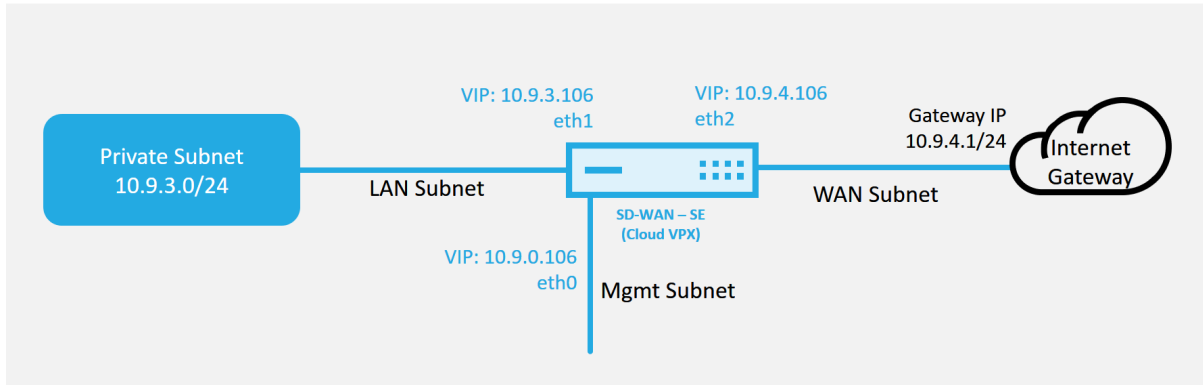 Private Subnet
10.9.3.0/24
LAN Subnet
VIP: 10.9.3.106
eth1
VIP: 10.9.4.106
eth2
SD-WAN – SE
(Cloud VPX)
VIP: 10.9.0.106
eth0
Mgmt Subnet
WAN Subnet
Gateway IP
10.9.4.1/24
Internet
Gateway